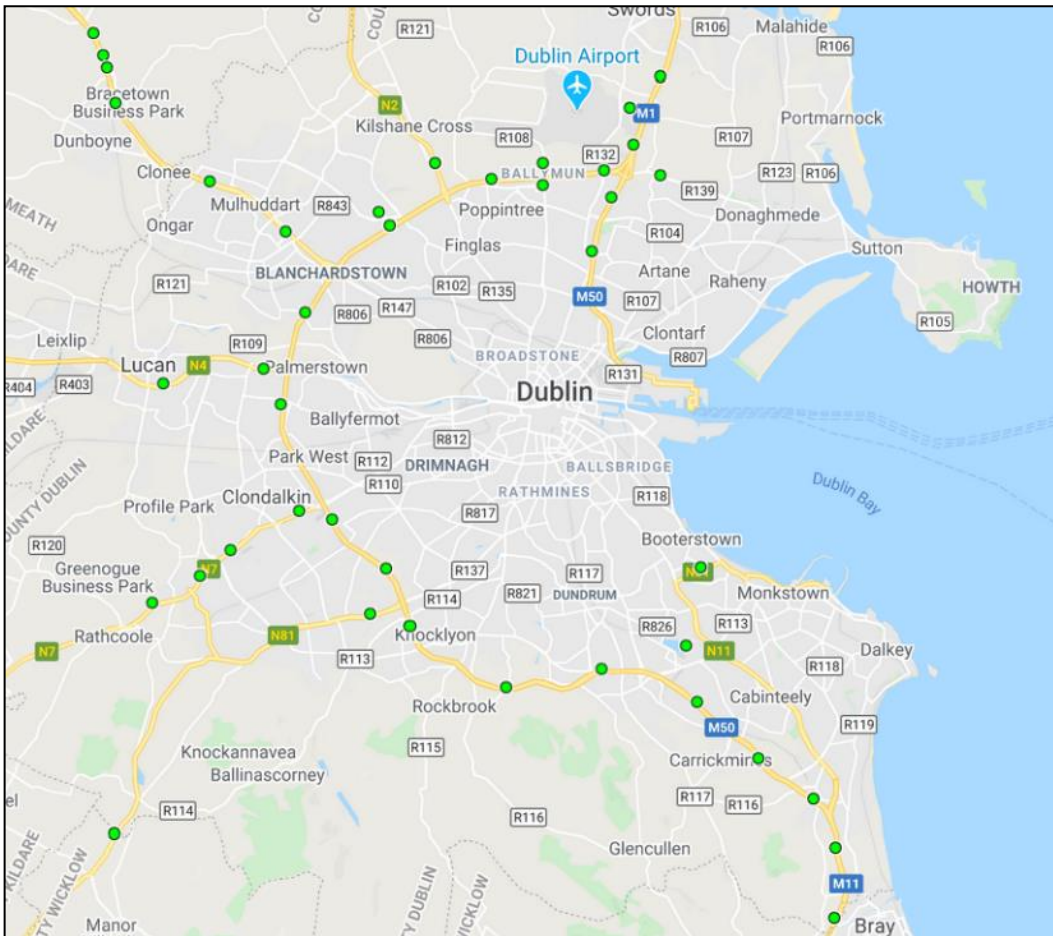 Swords
R121
R106
Malahide
R106
Dublin Airport
N2
Bracetown
Business Park
Kilshane Cross
M1
Portmarnock
Dunboyne
R108
R107
R132
Clonee
BALLYMUN
R123
R106
R139
MEATH
Mulhuddart
R843
Poppintree
Donaghmede
Ongar
Finglas
R104
Sutton
BLANCHARDSTOWN
Artane
Raheny
R121
R102
R135
HOWTH
M50
R107
R806
R147
R105
Clontarf
Leixlip
R109
R806
BROADSTONE
R807
Lucan
N4
Palmerstown
R131
R404
R403
Dublin
Ballyfermot
R812
Park West
R112
DRIMNAGH
BALLSBRIDGE
R110
RATHMINES
Dublin Bay
COUNTY DUBLIN
Clondalkin
R118
Profile Park
R817
R120
Booterstown
Greenogue
Business Park
N7
R137
R117
R821
DUNDRUM
Monkstown
R114
Rathcoole
N81
Knocklyon
R826
R113
N7
N11
Dalkey
R113
R118
Rockbrook
Cabinteely
M50
R119
Knockannavea
R115
Ballinascorney
Carrickmines
R114
R117
R116
R116
Glencullen
KILDARE
M11
COUNTY DUBLIN
Manor
WICKLOW
Bray